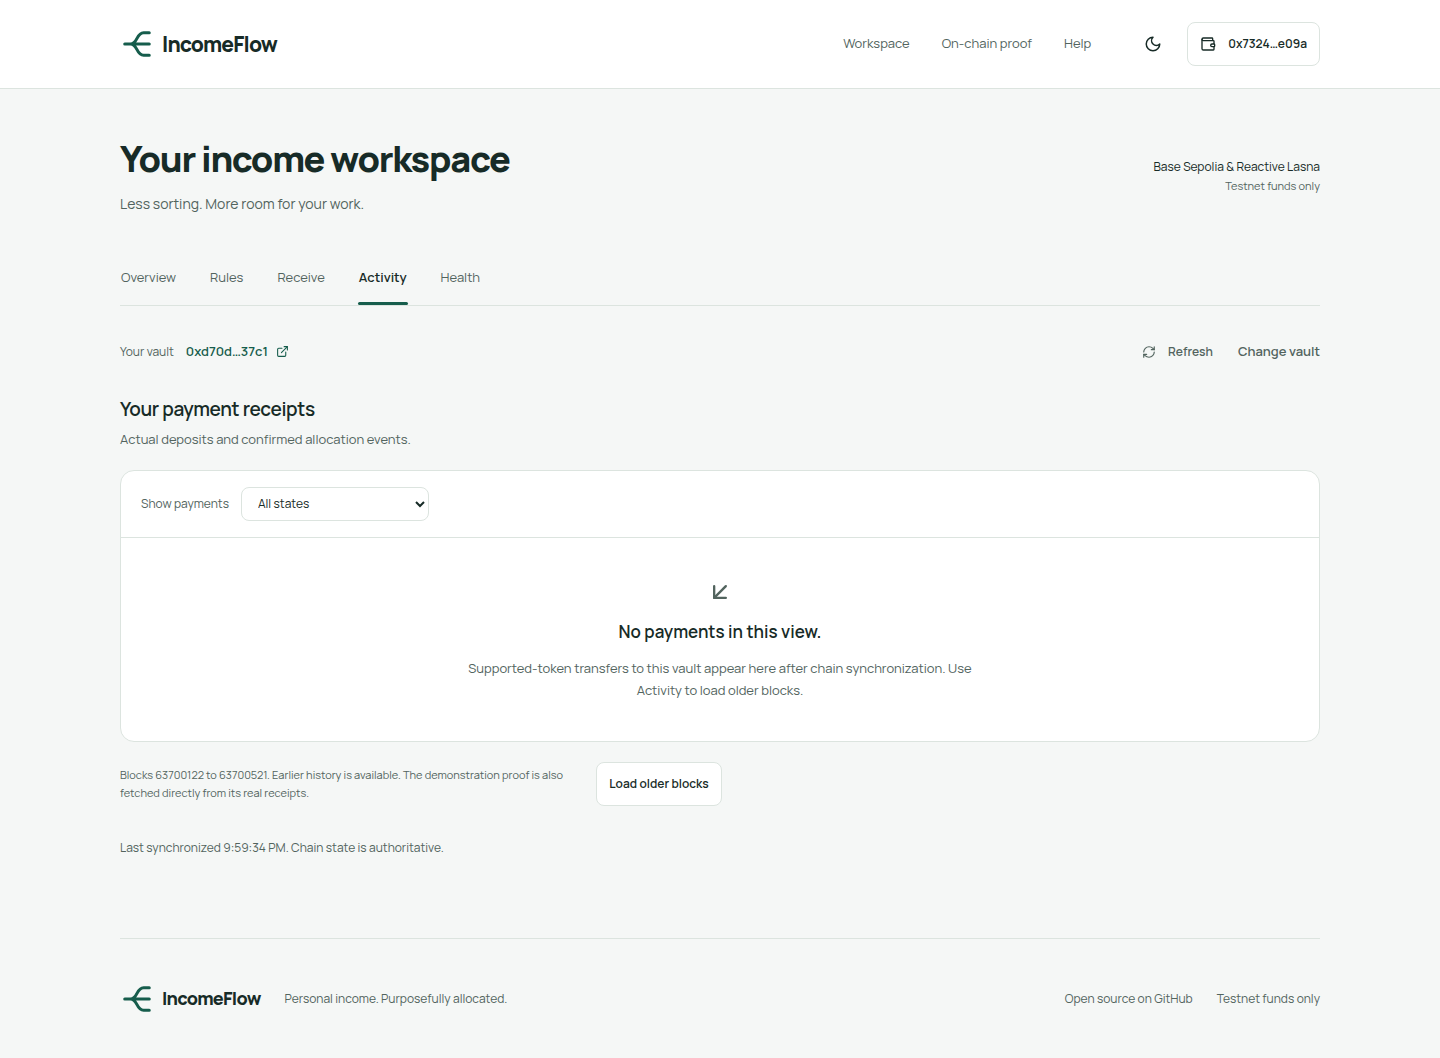 IncomeFlow
Workspace
On-chain proof
Help
0x7324...e09a
Your income workspace
Less sorting. More room for your work.
Base Sepolia & Reactive Lasna
Testnet funds only
Overview
Rules
Receive
Activity
Health
Your vault 0xd70d...37c1
Refresh
Change vault
Your payment receipts
Actual deposits and confirmed allocation events.
Show payments
All states
No payments in this view.
Supported-token transfers to this vault appear here after chain synchronization. Use
Activity to load older blocks.
Blocks 63700122 to 63700521. Earlier history is available. The demonstration proof is also
fetched directly from its real receipts.
Load older blocks
Last synchronized 9:59:34 PM. Chain state is authoritative.
IncomeFlow
Personal income. Purposefully allocated.
Open source on GitHub
Testnet funds only